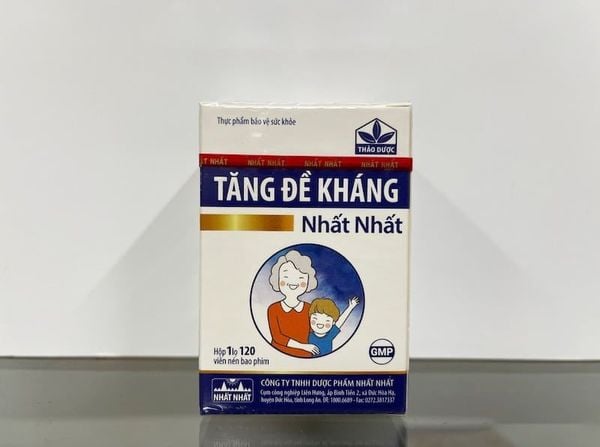 Thực phẩm bảo vệ sức khỏe
THẢO DƯỢC
NHẤT NHẤT NHẤT NHẤT NHẤT NHẤT NHẤT NHẤT
TĂNG ĐỀ KHÁNG
Nhất Nhất
Hộp 1 lọ 120
viên nén bao phim
GMP
NHẤT NHẤT
CÔNG TY TNHH DƯỢC PHẨM NHẤT NHẤT
Cụm công nghiệp Liên Hưng, ấp Bình Tiền 2, xã Đức Hòa Hạ,
huyện Đức Hòa, tỉnh Long An. ĐT: 1800.6689 - Fax: 0272.3817337